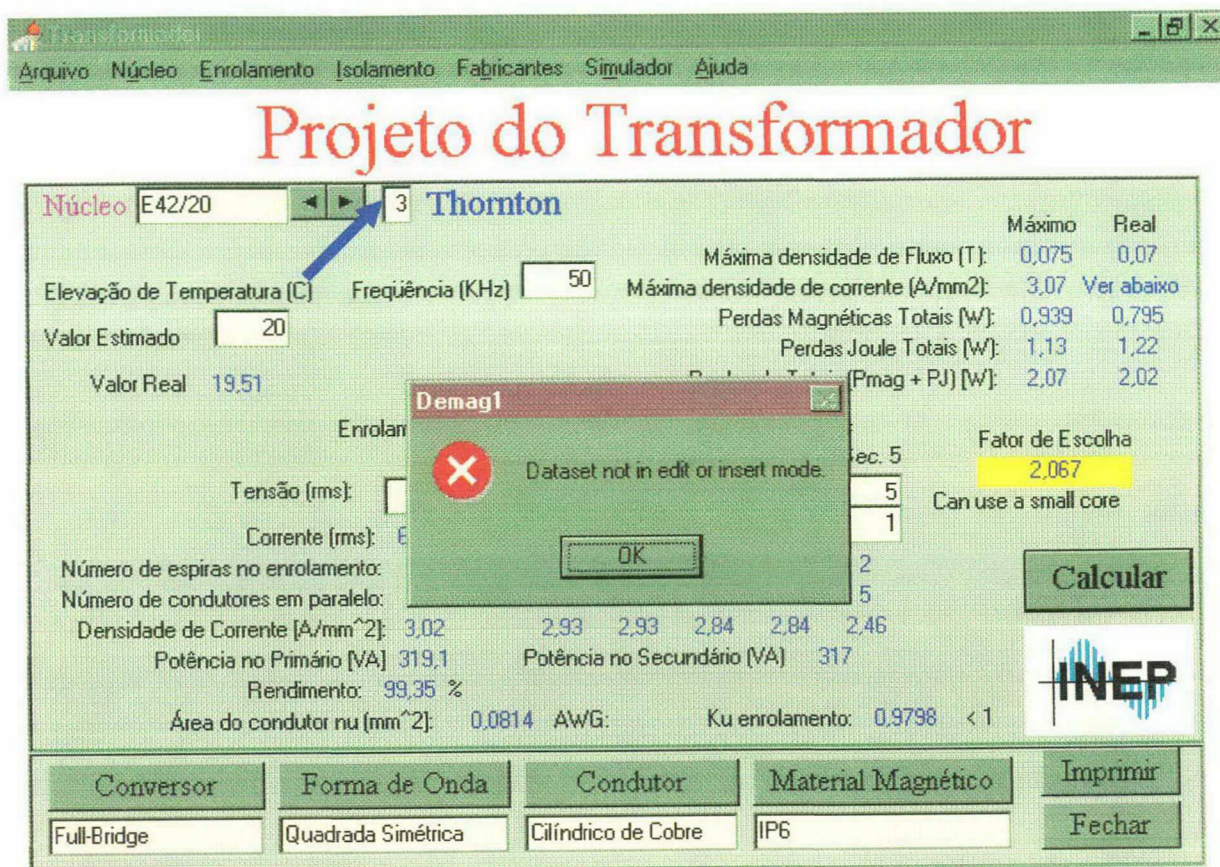 Transformador
Arquivo Núcleo Enrolamento Isolamento Fabricantes Simulador Ajuda
Projeto do Transformador
Núcleo E42/20 3 Thornton
Máximo Real
Máxima densidade de Fluxo (T): 0,075 0,07
Elevação de Temperatura (C) Freqüência (KHz) 50 Máxima densidade de corrente (A/mm2): 3,07 Ver abaixo
Valor Estimado 20 Perdas Magnéticas Totais (W): 0,939 0,795
Perdas Joule Totais (W): 1,13 1,22
Valor Real 19,51 (Pmag + PJ) [W]: 2,07 2,02
Demag1
Enrolam
Sec. 5 Fator de Escolha
Dataset not in edit or insert mode. 2,067
Tensão (rms): 5 Can use a small core
Corrente (rms): 1
OK
Número de espiras no enrolamento: 2
Calcular
Número de condutores em paralelo: 5
Densidade de Corrente [A/mm^2]: 3,02 2,93 2,93 2,84 2,84 2,46
Potência no Primário [VA] 319,1 Potência no Secundário (VA) 317
INEP
Rendimento: 99,35 %
Área do condutor nu (mm^2]: 0,0814 AWG: Ku enrolamento: 0,9798 < 1
Conversor Forma de Onda Condutor Material Magnético Imprimir
Full-Bridge Quadrada Simétrica Cilíndrico de Cobre IP6 Fechar